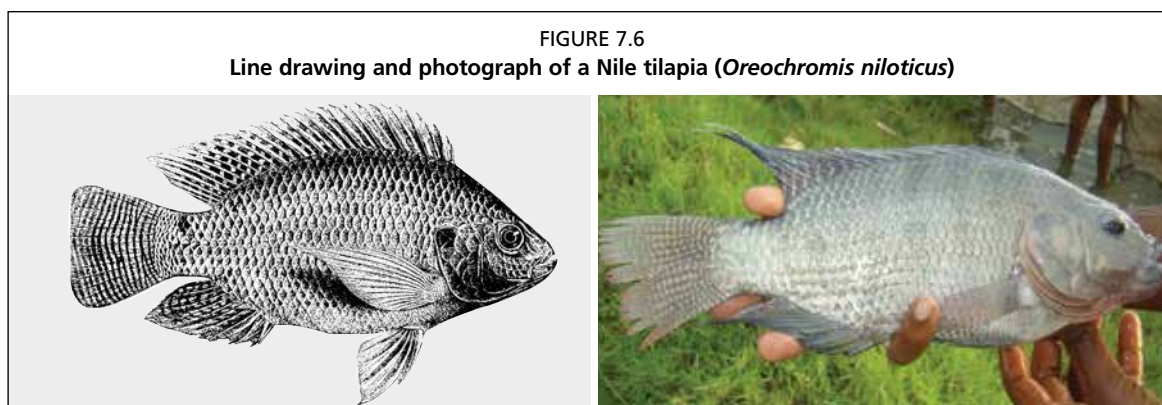 FIGURE 7.6
Line drawing and photograph of a Nile tilapia (Oreochromis niloticus)